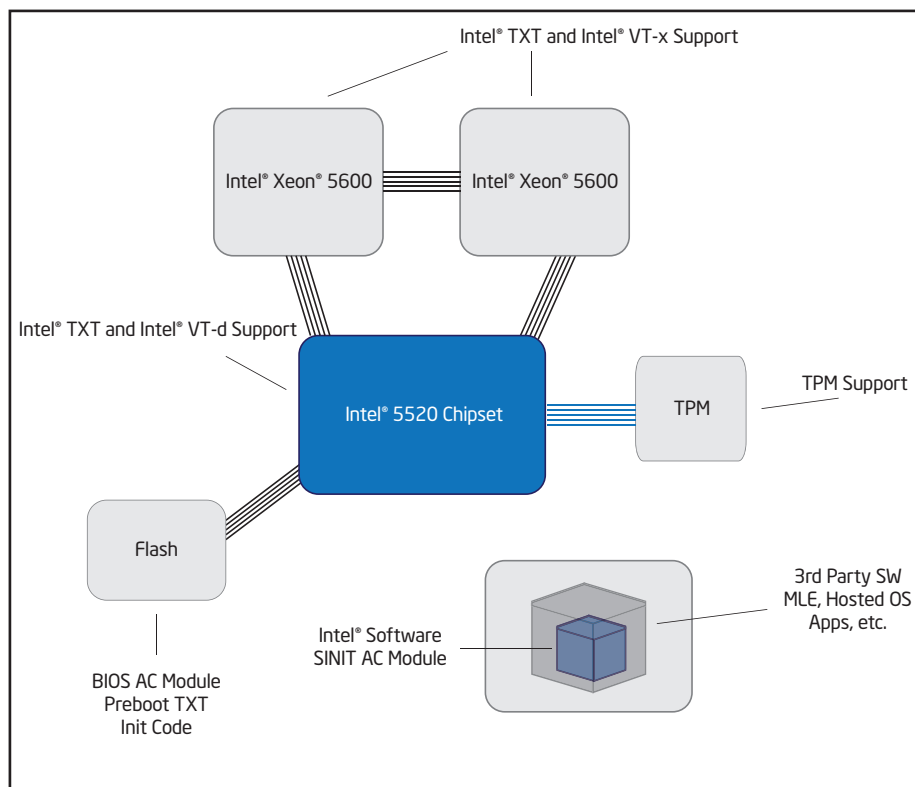 Intel® TXT and Intel® VT-x Support
Intel® Xeon® 5600
Intel® Xeon® 5600
Intel® TXT and Intel® VT-d Support
Intel® 5520 Chipset
TPM
TPM Support
Flash
BIOS AC Module
Preboot TXT
Init Code
Intel® Software
SINIT AC Module
3rd Party SW
MLE, Hosted OS
Apps, etc.